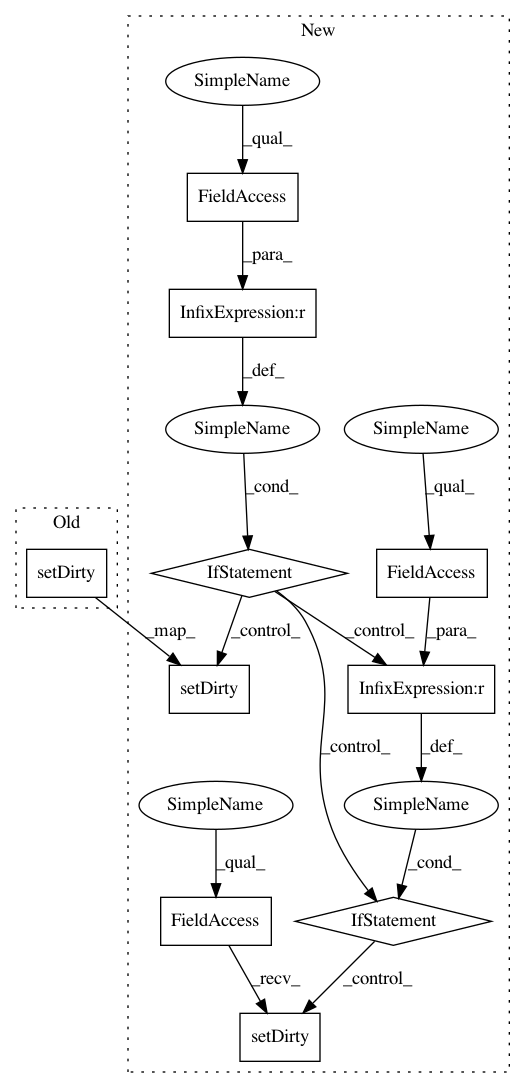 New
SimpleName
_qual_
FieldAccess
_para_
InfixExpression:r
_def_
SimpleName
SimpleName
_cond_
_qual_
Old
setDirty
IfStatement
FieldAccess
_map_
_control_
_control_
_para_
setDirty
InfixExpression:r
_control_
_def_
SimpleName
SimpleName
_qual_
_cond_
FieldAccess
IfStatement
_recv_
_control_
setDirty